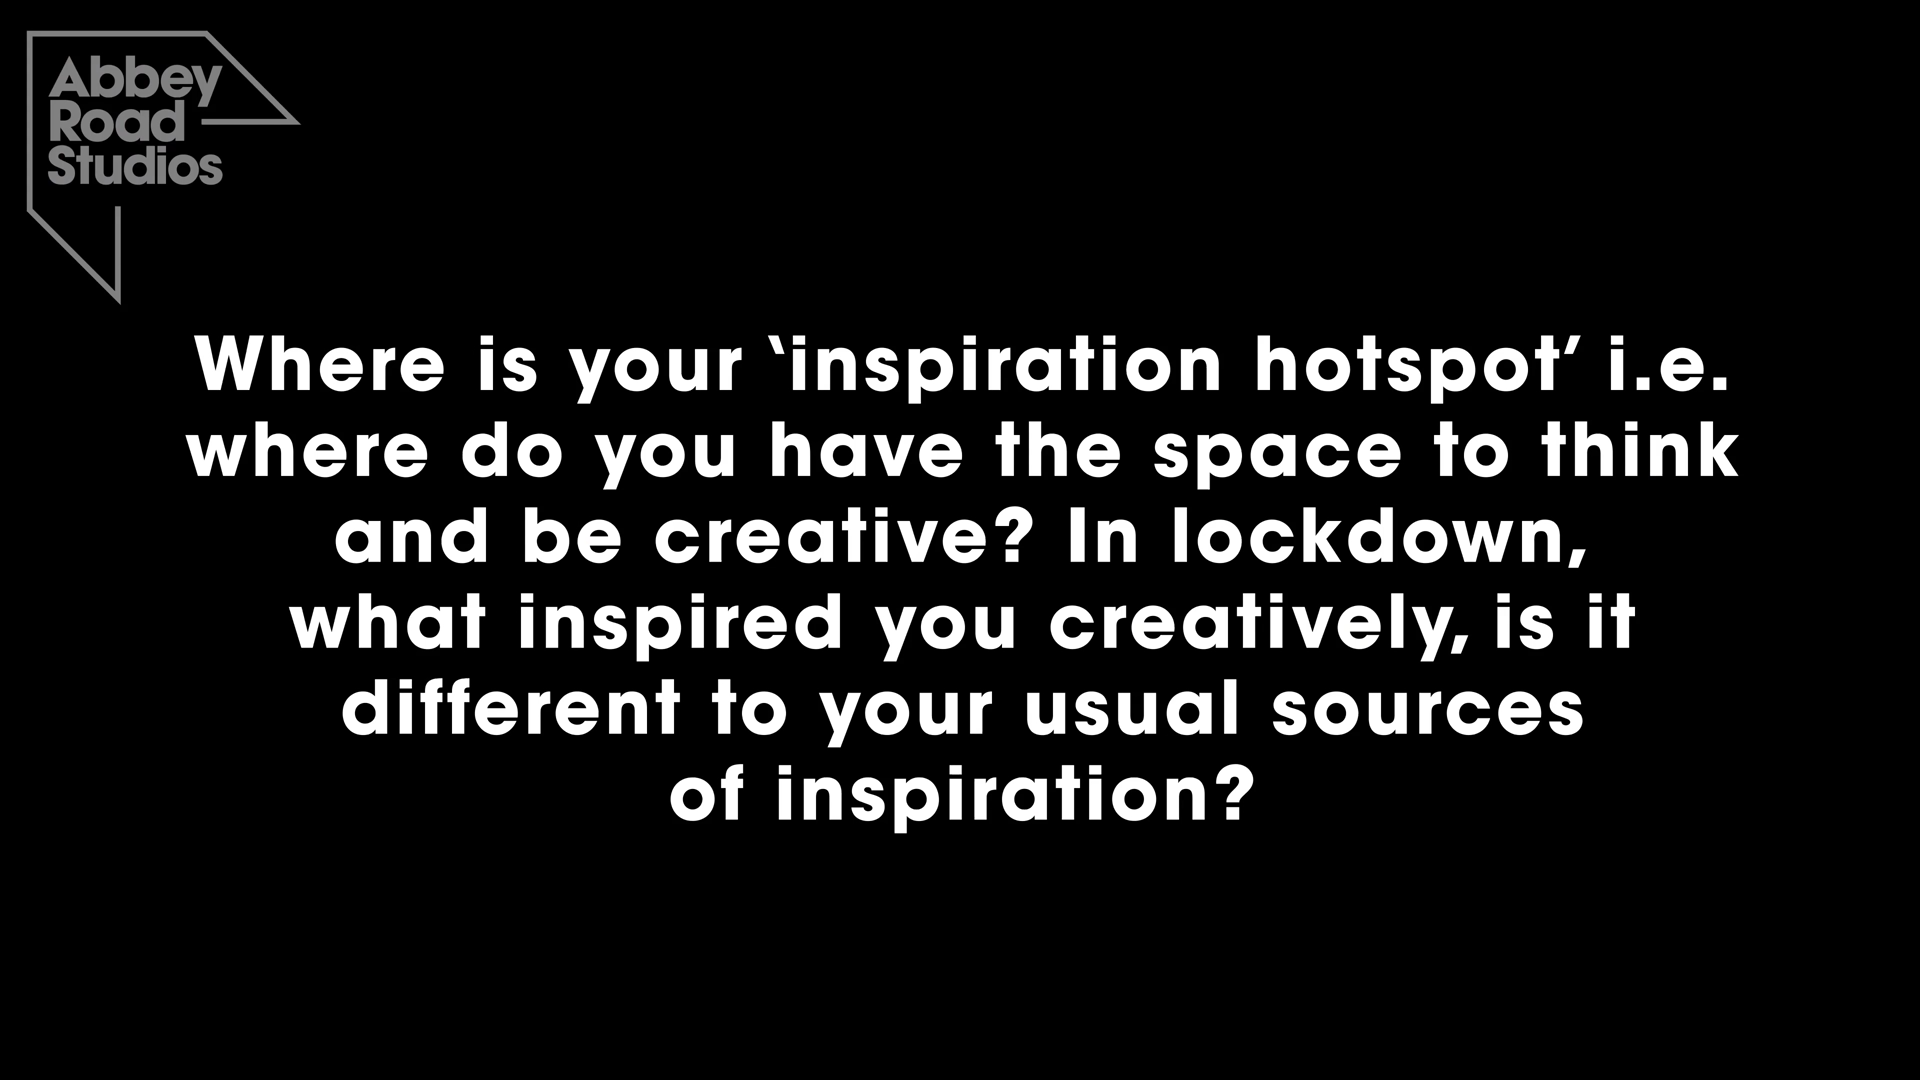 Abbey
Road
Studios
Where is your ‘inspiration hotspot’ i.e.
where do you have the space to think
and be creative? In lockdown,
what inspired you creatively, is it
different to your usual sources
of inspiration?